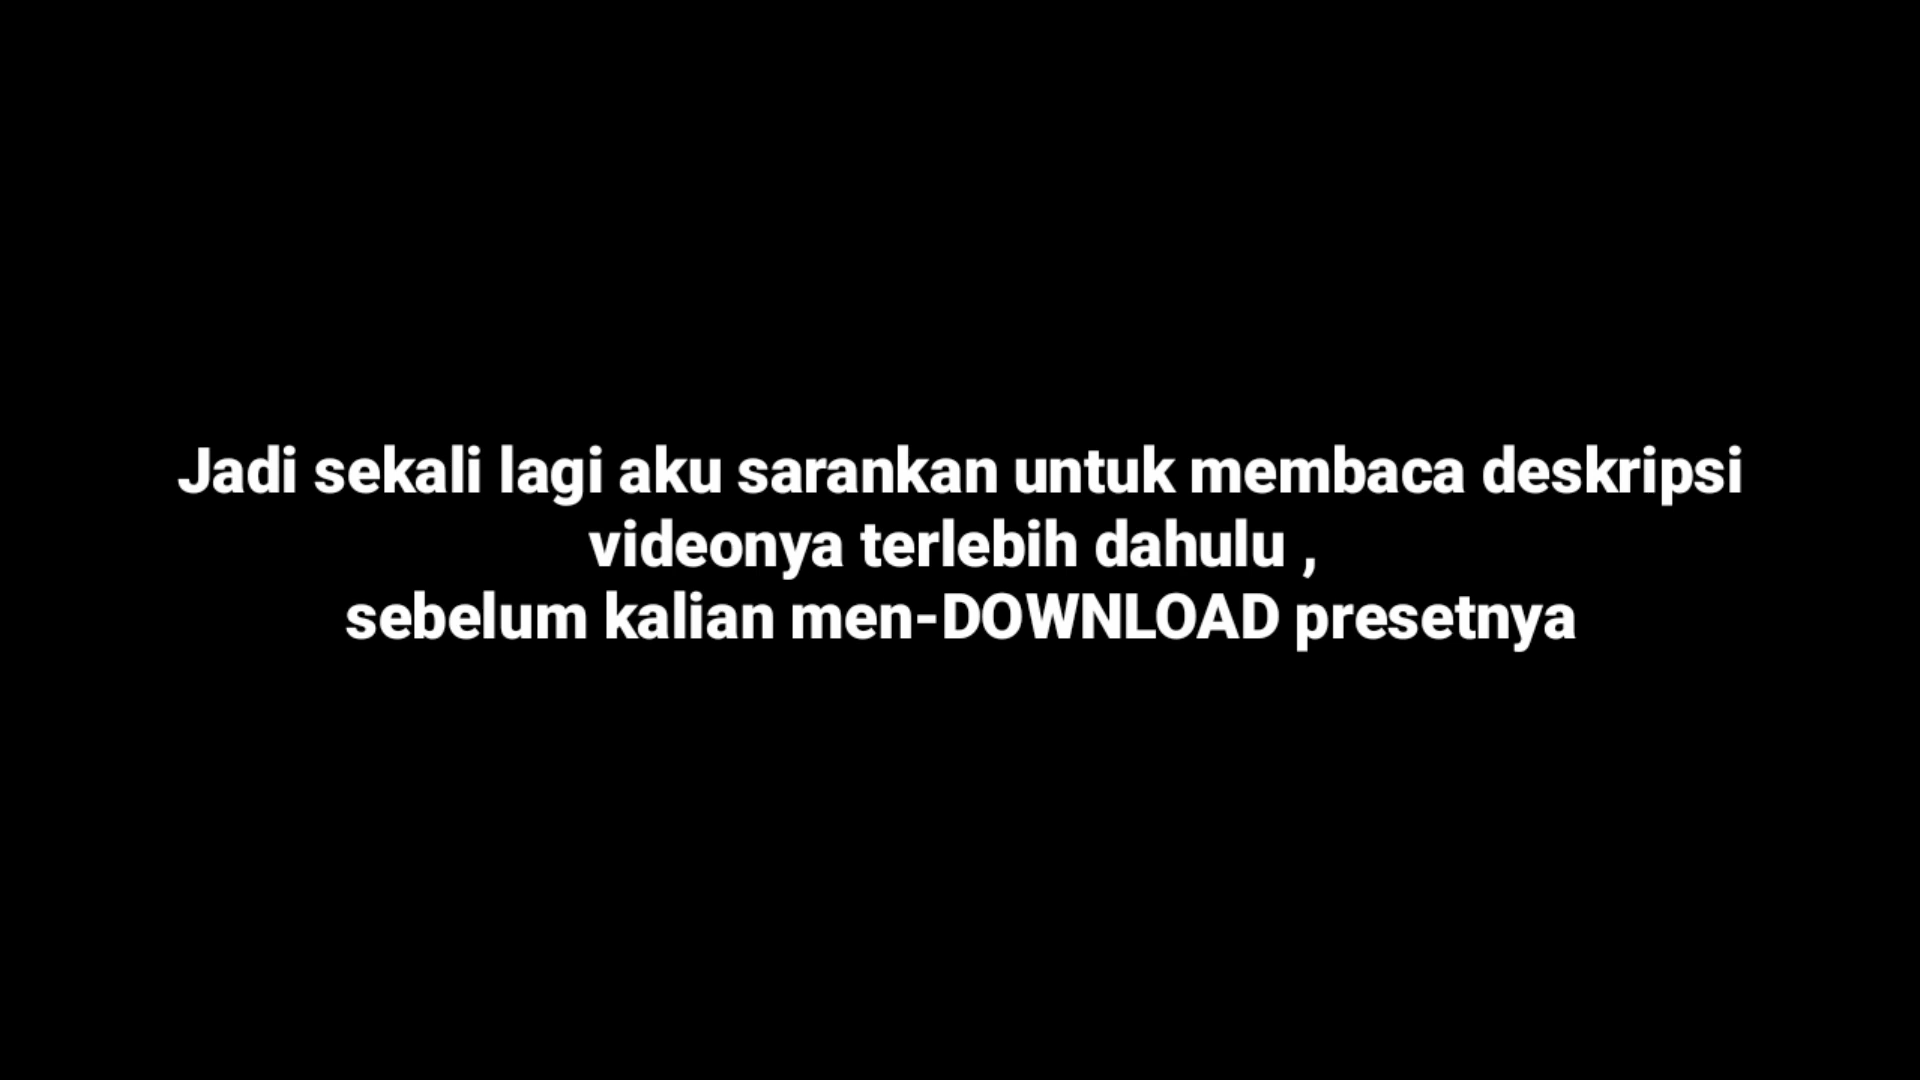 Jadi sekali lagi aku sarankan untuk membaca deskripsi
videonya terlebih dahulu ,
sebelum kalian men-DOWNLOAD presetnya